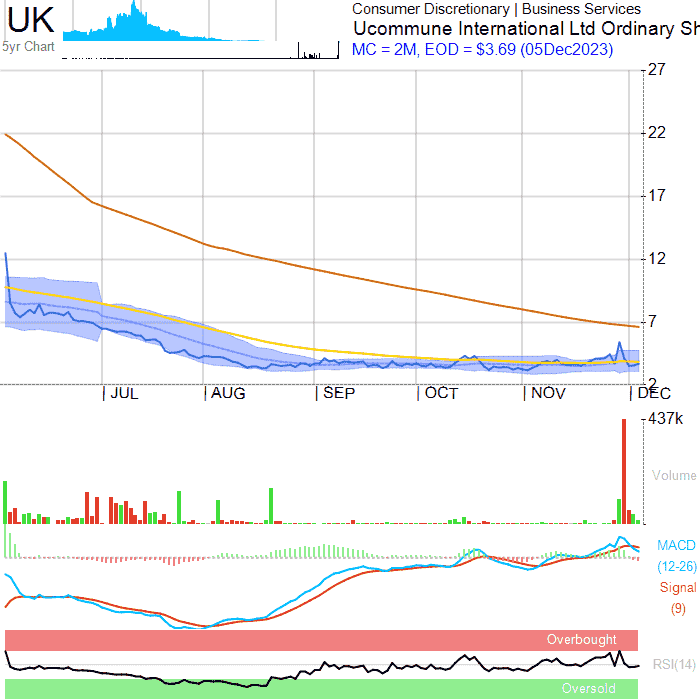 UK
5yr Chart
Consumer Discretionary | Business Services
Ucommune International Ltd Ordinary Sh
MC = 2M, EOD = $3.69 (05Dec2023)
27
22
17
12
7
2
JUL AUG SEP OCT NOV DEC
437k
Volume
MACD
(12-26)
Signal
(9)
Overbought
RSI(14)
Oversold